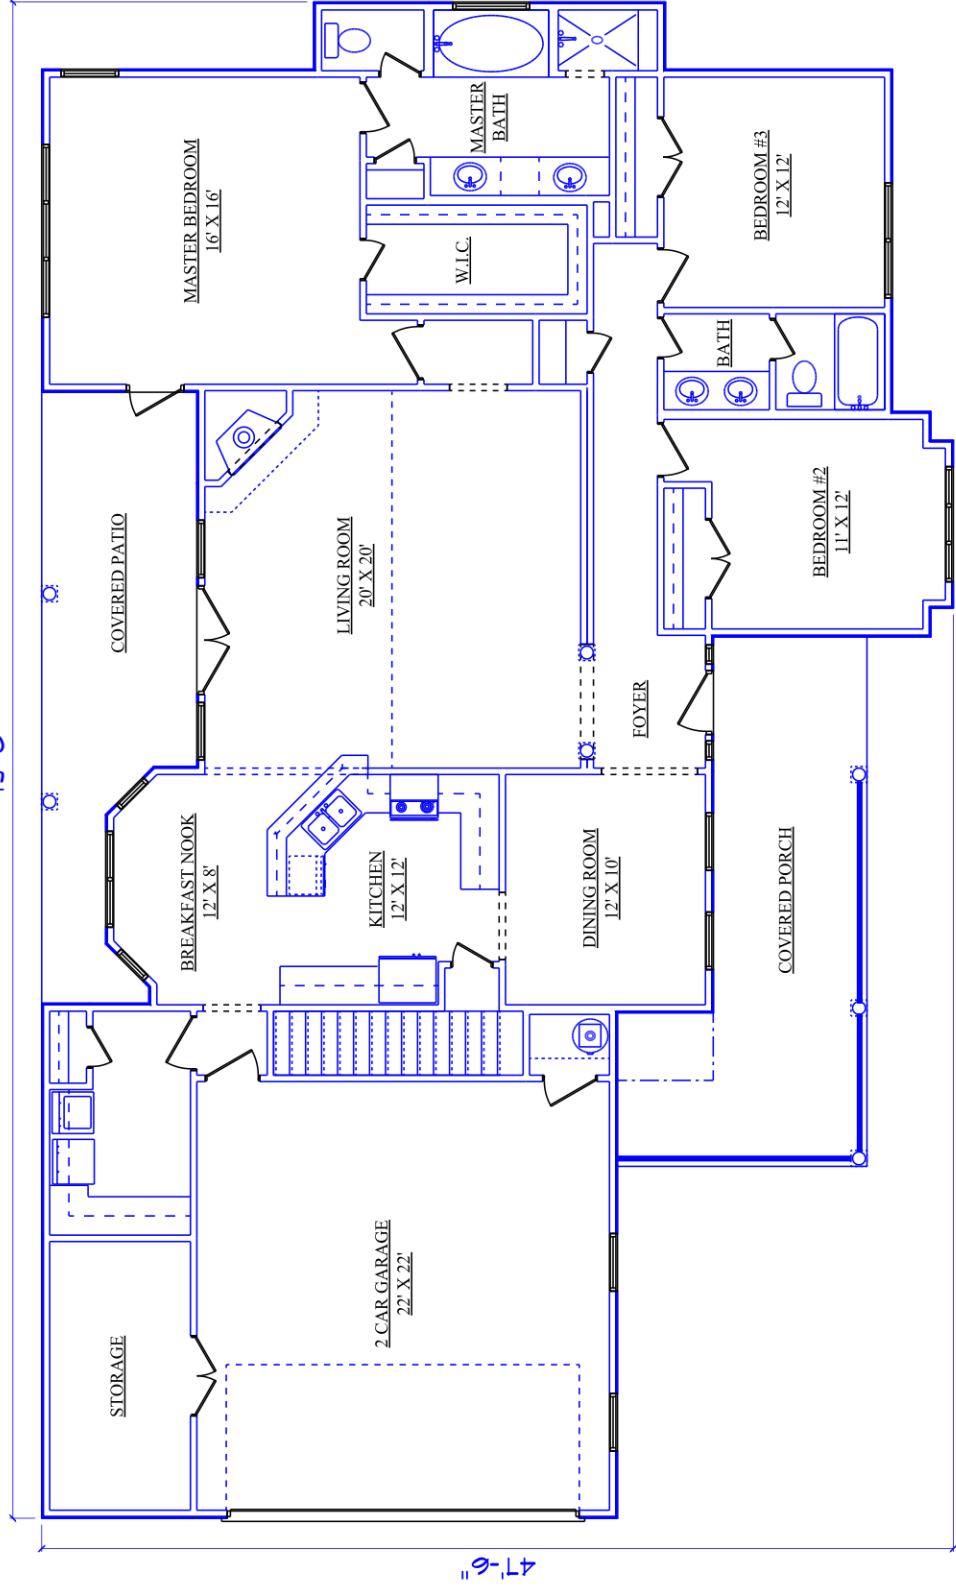 MASTER BEDROOM
16' X 16'
MASTER
BATH
W.I.C.
BEDROOM #3
12' X 12'
BATH
BEDROOM #2
11' X 12'
COVERED PATIO
LIVING ROOM
20' X 20'
FOYER
BREAKFAST NOOK
12' X 8'
KITCHEN
12' X 12'
DINING ROOM
12' X 10'
COVERED PORCH
2 CAR GARAGE
22' X 22'
STORAGE
47'-6"